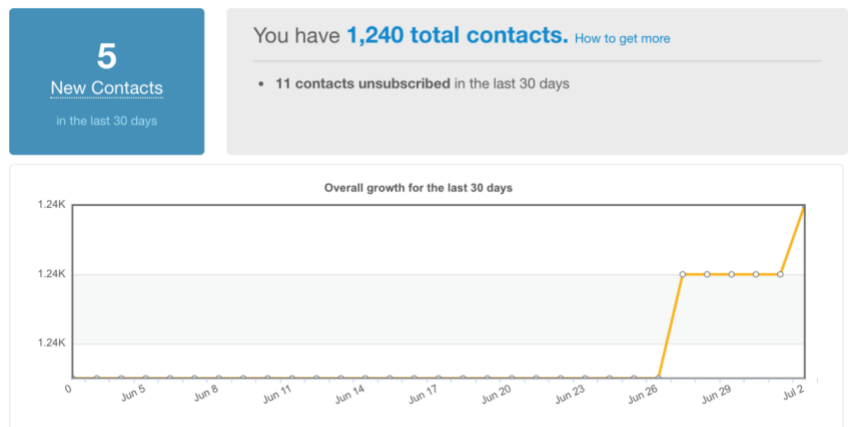 5
New Contacts
in the last 30 days
You have 1,240 total contacts. How to get more
• 11 contacts unsubscribed in the last 30 days
Overall growth for the last 30 days
1.24K
1.24K
1.24K
0 Jun 5 Jun 8 Jun 11 Jun 14 Jun 17 Jun 20 Jun 23 Jun 26 Jun 29 Jul 2